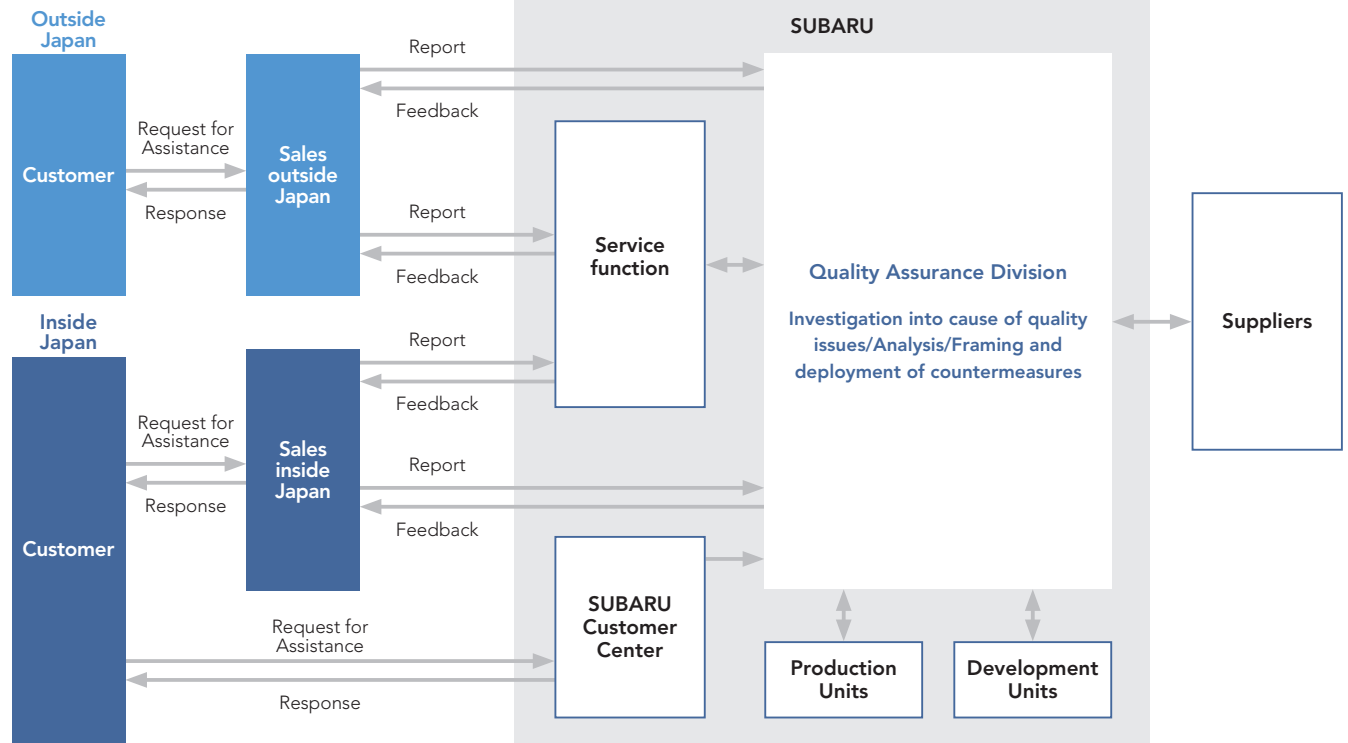 Outside
Japan
SUBARU
Report
Feedback
Request for
Assistance
Customer
Sales
outside
Japan
Response
Report
Feedback
Service
function
Quality Assurance Division
Investigation into cause of quality
issues/Analysis/Framing and
deployment of countermeasures
Suppliers
Inside
Japan
Report
Feedback
Request for
Assistance
Sales
inside
Japan
Response
Report
Feedback
Customer
SUBARU
Customer
Center
Request for
Assistance
Response
Production
Units
Development
Units